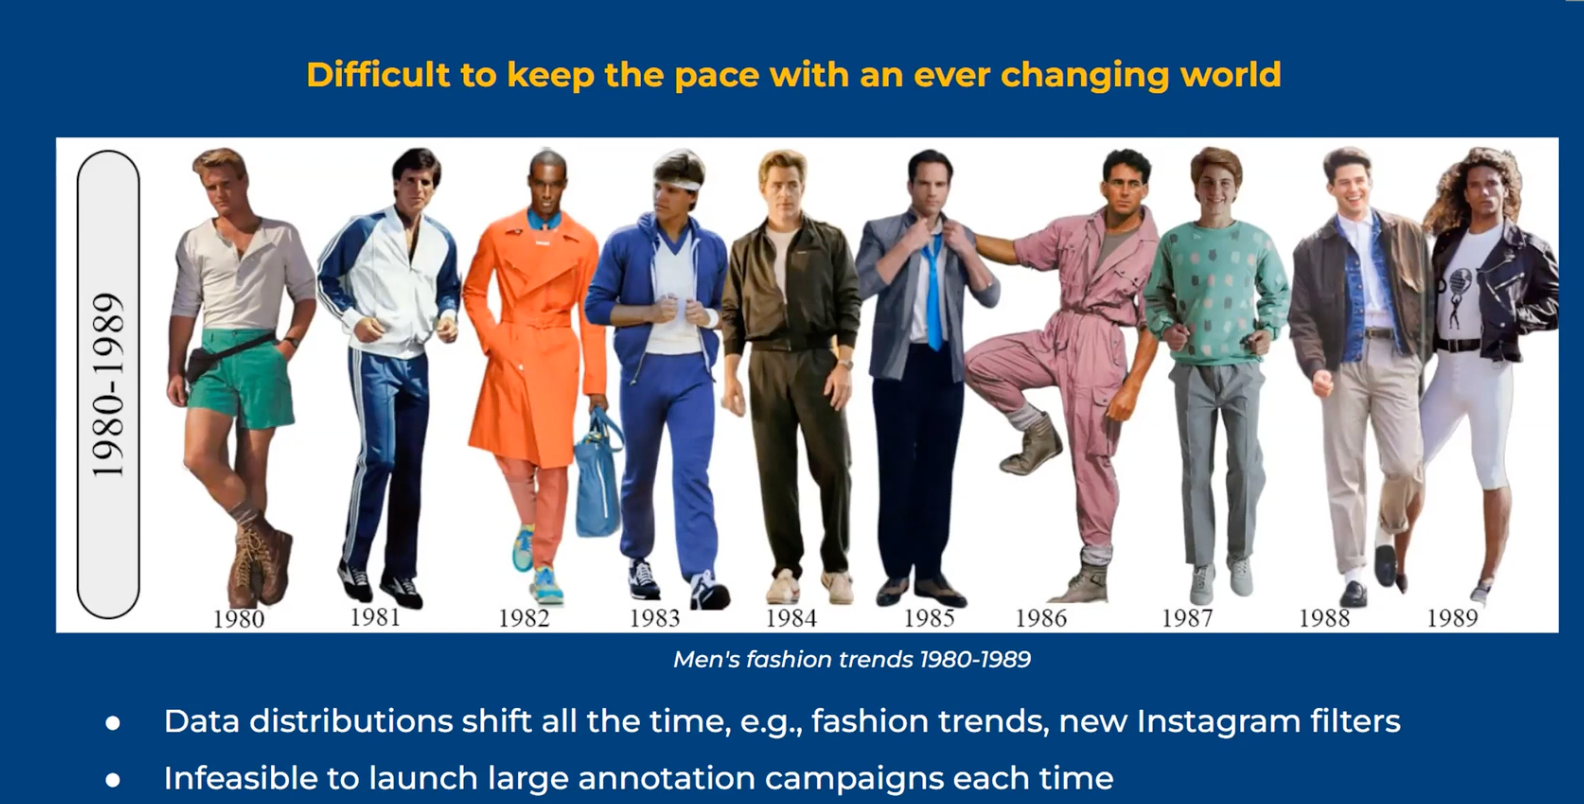 Difficult to keep the pace with an ever changing world
1980-1989
1980 1981 1982 1983 1984 1985 1986 1987 1988 1989
Men's fashion trends 1980-1989
● Data distributions shift all the time, e.g., fashion trends, new Instagram filters
● Infeasible to launch large annotation campaigns each time